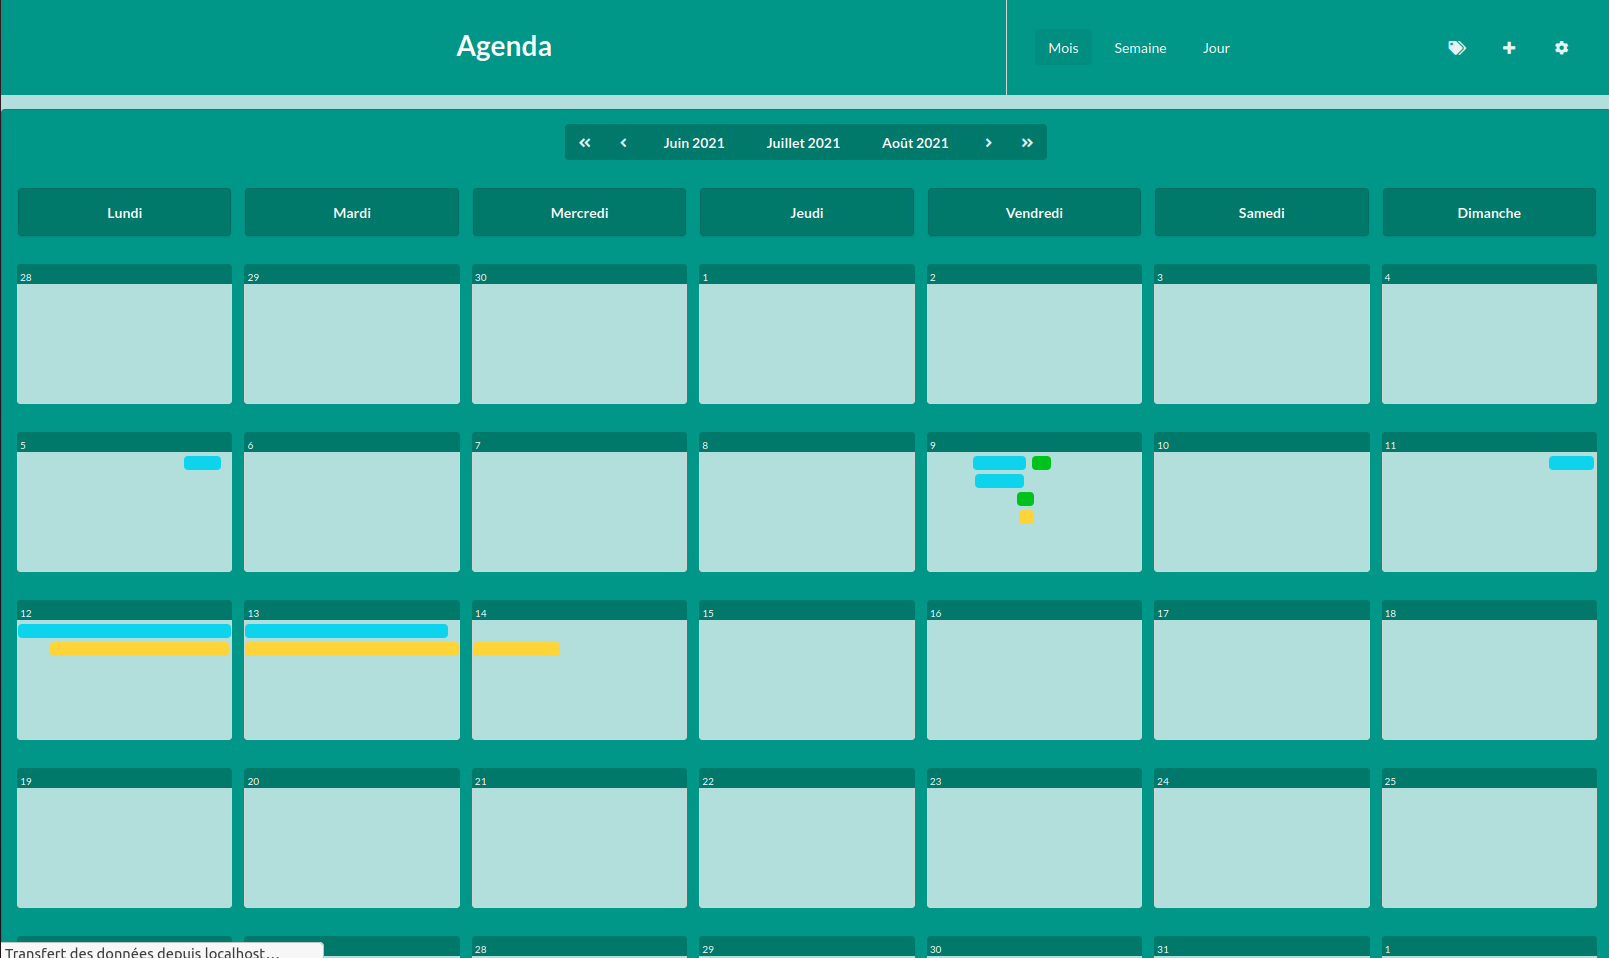 Agenda
Mois Semaine Jour
Juin 2021 Juillet 2021 Août 2021
Lundi Mardi Mercredi Jeudi Vendredi Samedi Dimanche
28 29 30 1 2 3 4
5 6 7 8 9 10 11
12 13 14 15 16 17 18
19 20 21 22 23 24 25
28 29 30 31 1
Transfert des données depuis localhost…